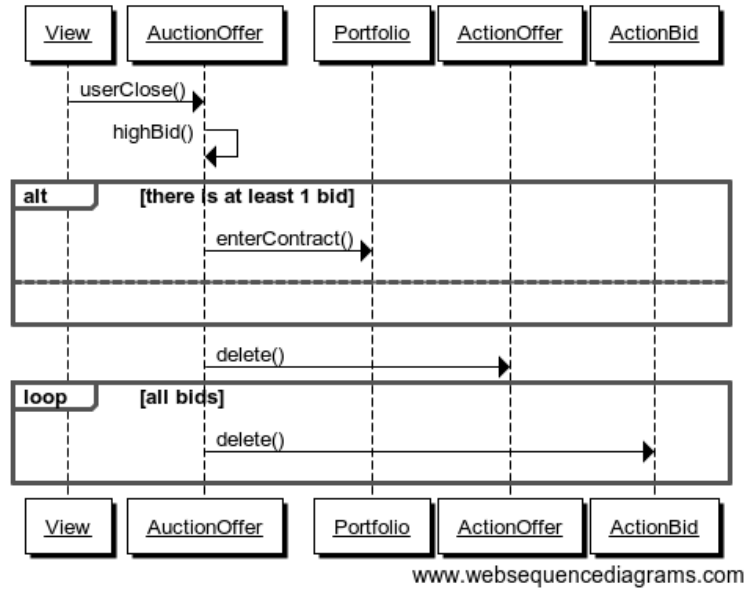 View AuctionOffer Portfolio ActionOffer ActionBid
userClose()
highBid()
alt [there is at least 1 bid]
enterContract()
delete()
loop [all bids]
delete()
View AuctionOffer Portfolio ActionOffer ActionBid
www.websequencediagrams.com